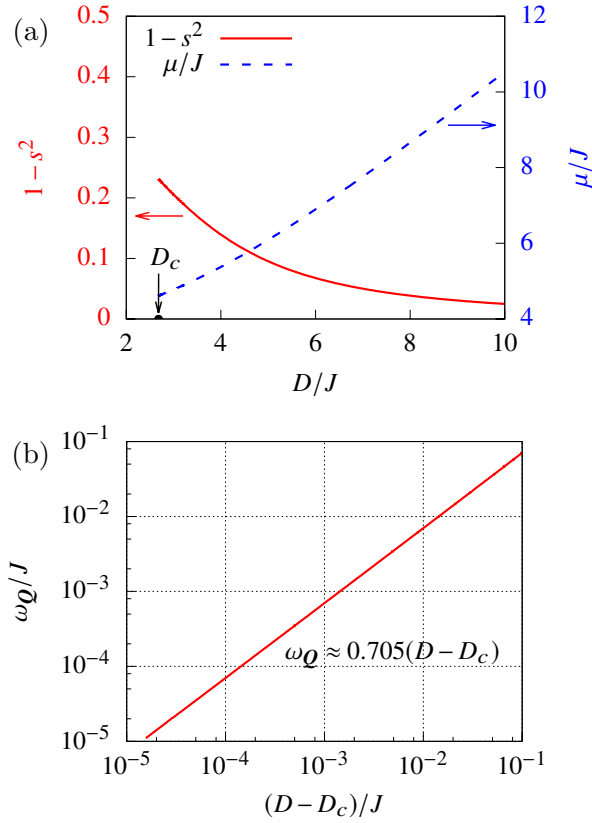 (a)
0.5
0.4
0.3
0.2
0.1
0
1−s²
1−s²
μ/J
D_c
12
10
8
6
4
μ/J
2 4 6 8 10
D/J
(b)
10⁻¹
10⁻²
10⁻³
10⁻⁴
10⁻⁵
ω_Q/J
ω_Q ≈ 0.705(D−D_c)
10⁻⁵ 10⁻⁴ 10⁻³ 10⁻² 10⁻¹
(D−D_c)/J